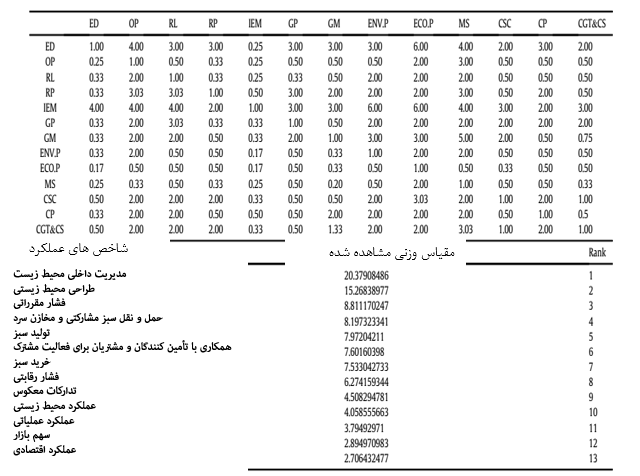 ED OP RL RP IEM GP GM ENV.P ECO.P MS CSC CP CGT&CS
ED 1.00 4.00 3.00 3.00 0.25 3.00 3.00 3.00 6.00 4.00 2.00 3.00 2.00
OP 0.25 1.00 0.50 0.33 0.25 0.50 0.50 0.50 2.00 3.00 0.50 0.50 0.50
RL 0.33 2.00 1.00 0.33 0.25 0.33 0.50 2.00 2.00 2.00 0.50 0.50 0.50
RP 0.33 3.03 3.03 1.00 0.50 3.00 2.00 2.00 2.00 3.00 0.50 2.00 0.50
IEM 4.00 4.00 4.00 2.00 1.00 3.00 3.00 6.00 6.00 4.00 3.00 2.00 3.00
GP 0.33 2.00 3.03 0.33 0.33 1.00 0.50 2.00 2.00 2.00 2.00 2.00 2.00
GM 0.33 2.00 2.00 0.50 0.33 2.00 1.00 3.00 3.00 5.00 2.00 0.50 0.75
ENV.P 0.33 2.00 0.50 0.50 0.17 0.50 0.33 1.00 2.00 2.00 0.50 0.50 0.50
ECO.P 0.17 0.50 0.50 0.50 0.17 0.50 0.33 0.50 1.00 0.50 0.33 0.50 0.50
MS 0.25 0.33 0.50 0.33 0.25 0.50 0.20 0.50 2.00 1.00 0.50 0.50 0.33
CSC 0.50 2.00 2.00 2.00 0.33 0.50 0.50 2.00 3.03 2.00 1.00 2.00 1.00
CP 0.33 2.00 2.00 0.50 0.50 0.50 2.00 2.00 2.00 2.00 0.50 1.00 0.5
CGT&CS 0.50 2.00 2.00 2.00 0.33 0.50 1.33 2.00 2.00 3.03 1.00 2.00 1.00
شاخص های عملکرد مقیاس وزنی مشاهده شده Rank
مدیریت داخلی محیط زیست 20.37908486 1
طراحی محیط زیستی 15.26838977 2
فشار مقرراتی 8.811170247 3
حمل و نقل سبز مشارکتی و مخازن سرد 8.197323341 4
تولید سبز 7.97204211 5
همکاری با تأمین کنندگان و مشتریان برای فعالیت مشترک 7.60160398 6
خرید سبز 7.533042733 7
فشار رقابتی 6.274159344 8
تدارکات معکوس 4.508294781 9
عملکرد محیط زیستی 4.058555663 10
عملکرد عملیاتی 3.79492971 11
سهم بازار 2.894970983 12
عملکرد اقتصادی 2.706432477 13